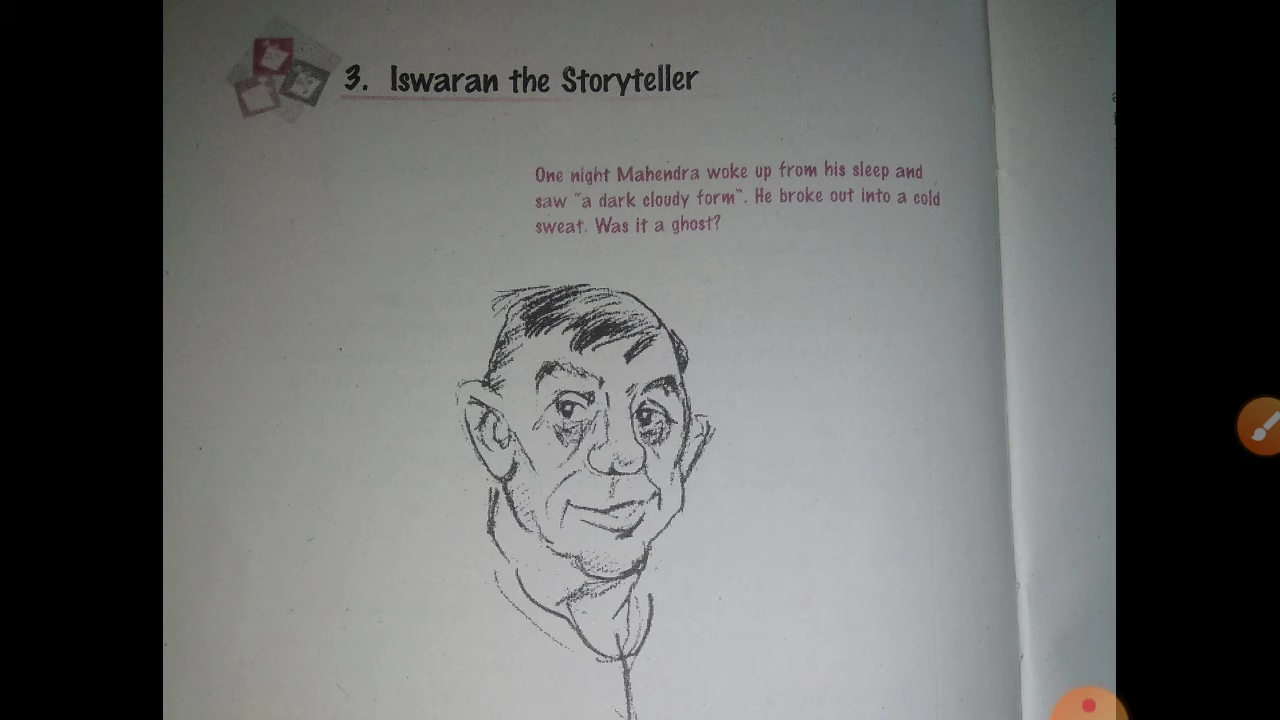 3. Iswaran the Storyteller
One night Mahendra woke up from his sleep and
saw "a dark cloudy form". He broke out into a cold
sweat. Was it a ghost?